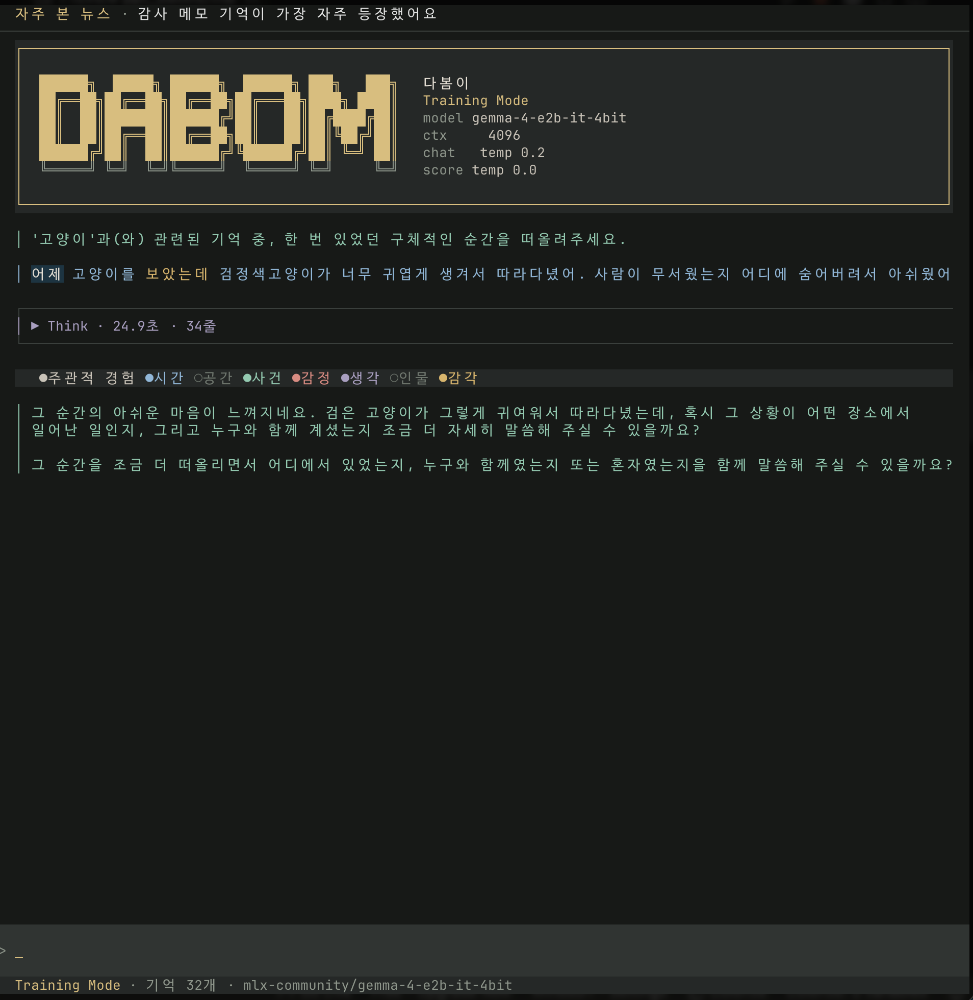 자주 본 뉴스 · 감사 메모 기억이 가장 자주 등장했어요
DABOM
다봄이
Training Mode
model gemma-4-e2b-it-4bit
ctx 4096
chat temp 0.2
score temp 0.0
'고양이'과(와) 관련된 기억 중, 한 번 있었던 구체적인 순간을 떠올려주세요.
어제 고양이를 보았는데 검정색고양이가 너무 귀엽게 생겨서 따라다녔어. 사람이 무서웠는지 어디에 숨어버려서 아쉬웠어
▶ Think · 24.9초 · 34줄
●주관적 경험 ●시간 ○공간 ●사건 ●감정 ●생각 ○인물 ●감각
그 순간의 아쉬운 마음이 느껴지네요. 검은 고양이가 그렇게 귀여워서 따라다녔는데, 혹시 그 상황이 어떤 장소에서
일어난 일인지, 그리고 누구와 함께 계셨는지 조금 더 자세히 말씀해 주실 수 있을까요?
그 순간을 조금 더 떠올리면서 어디에서 있었는지, 누구와 함께였는지 또는 혼자였는지을 함께 말씀해 주실 수 있을까요?
> _
Training Mode · 기억 32개 · mlx-community/gemma-4-e2b-it-4bit